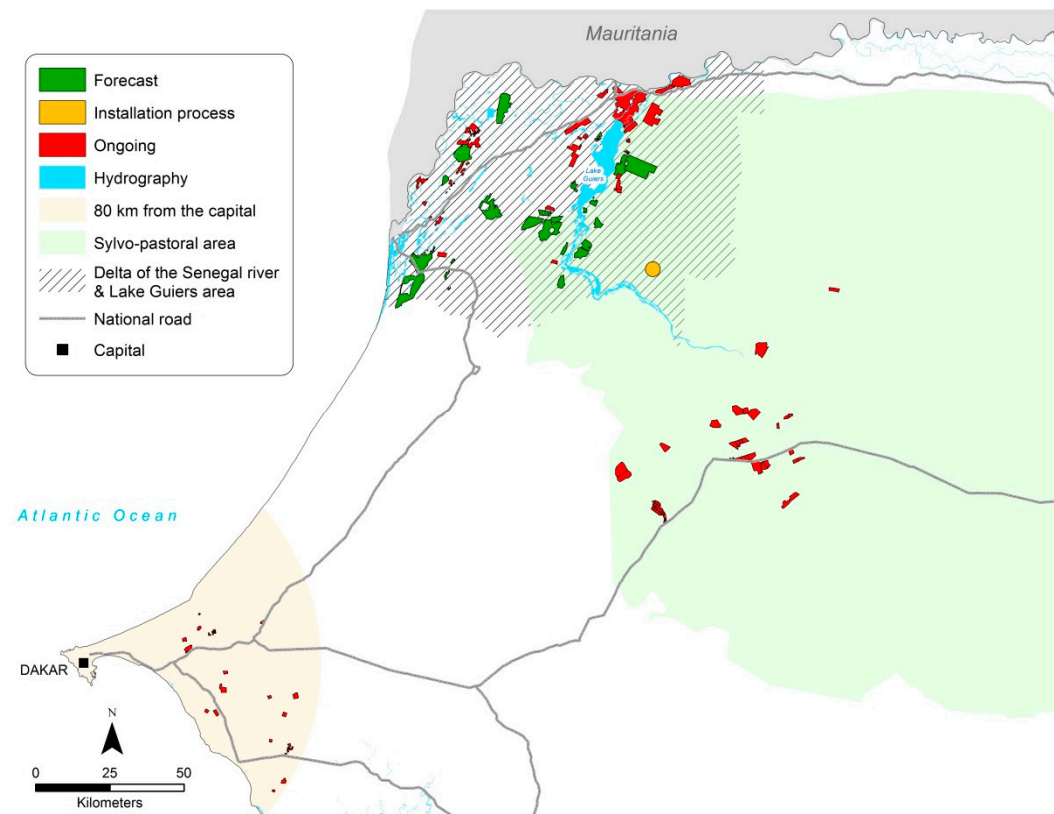 Mauritania
Forecast
Installation process
Ongoing
Hydrography
80 km from the capital
Sylvo-pastoral area
Delta of the Senegal river
& Lake Guiers area
National road
Capital
Lake
Guiers
Atlantic Ocean
DAKAR
N
0 25 50
Kilometers